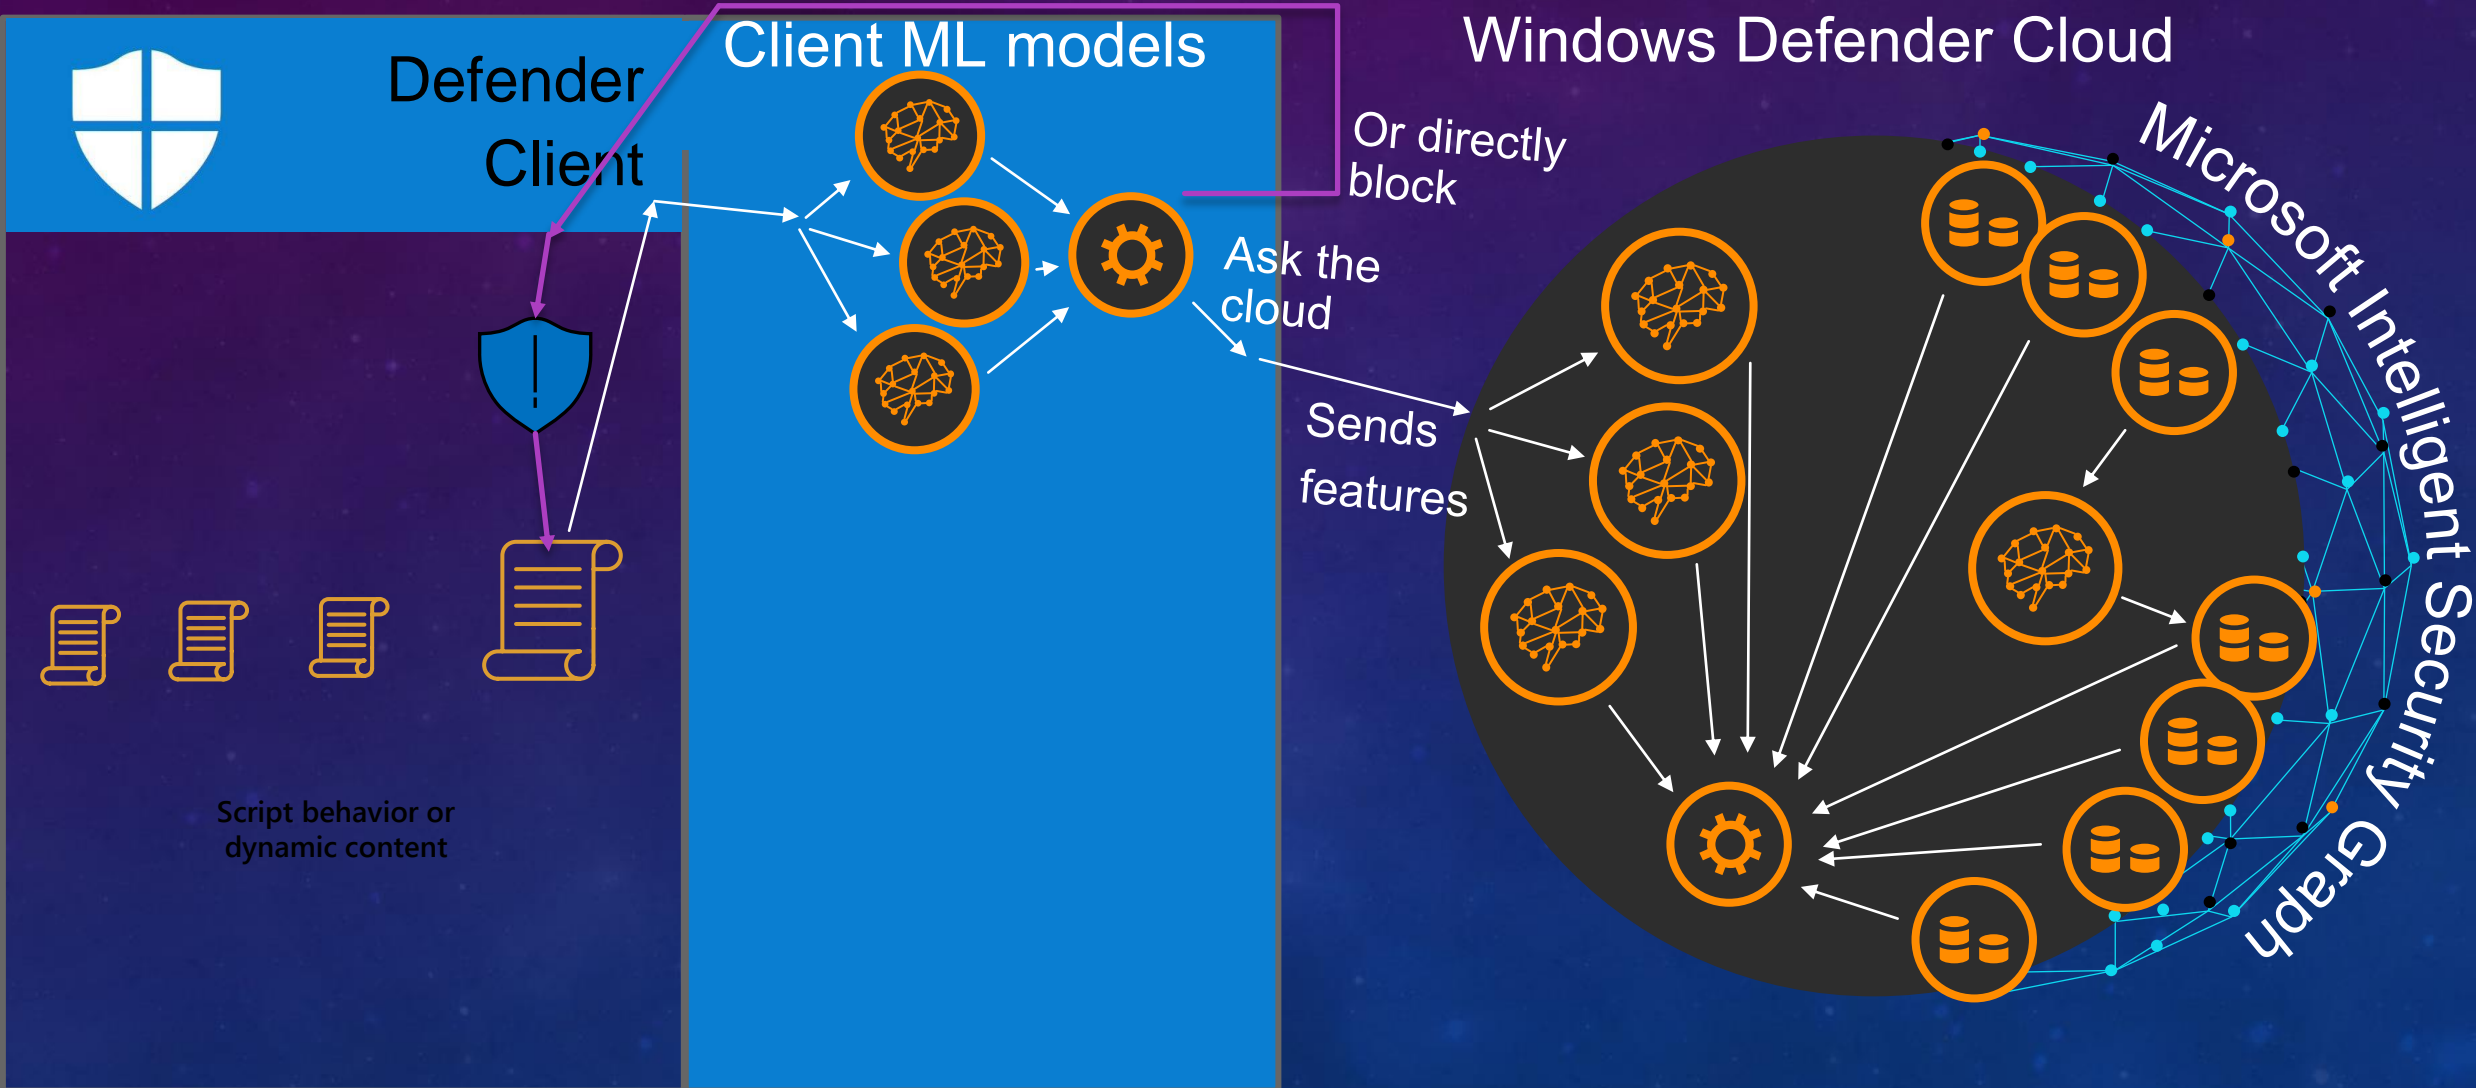 Defender
Client
Client ML models
Windows Defender Cloud
Or directly
block
Ask the
cloud
Sends
features
Microsoft Intelligent Security Graph
Script behavior or
dynamic content